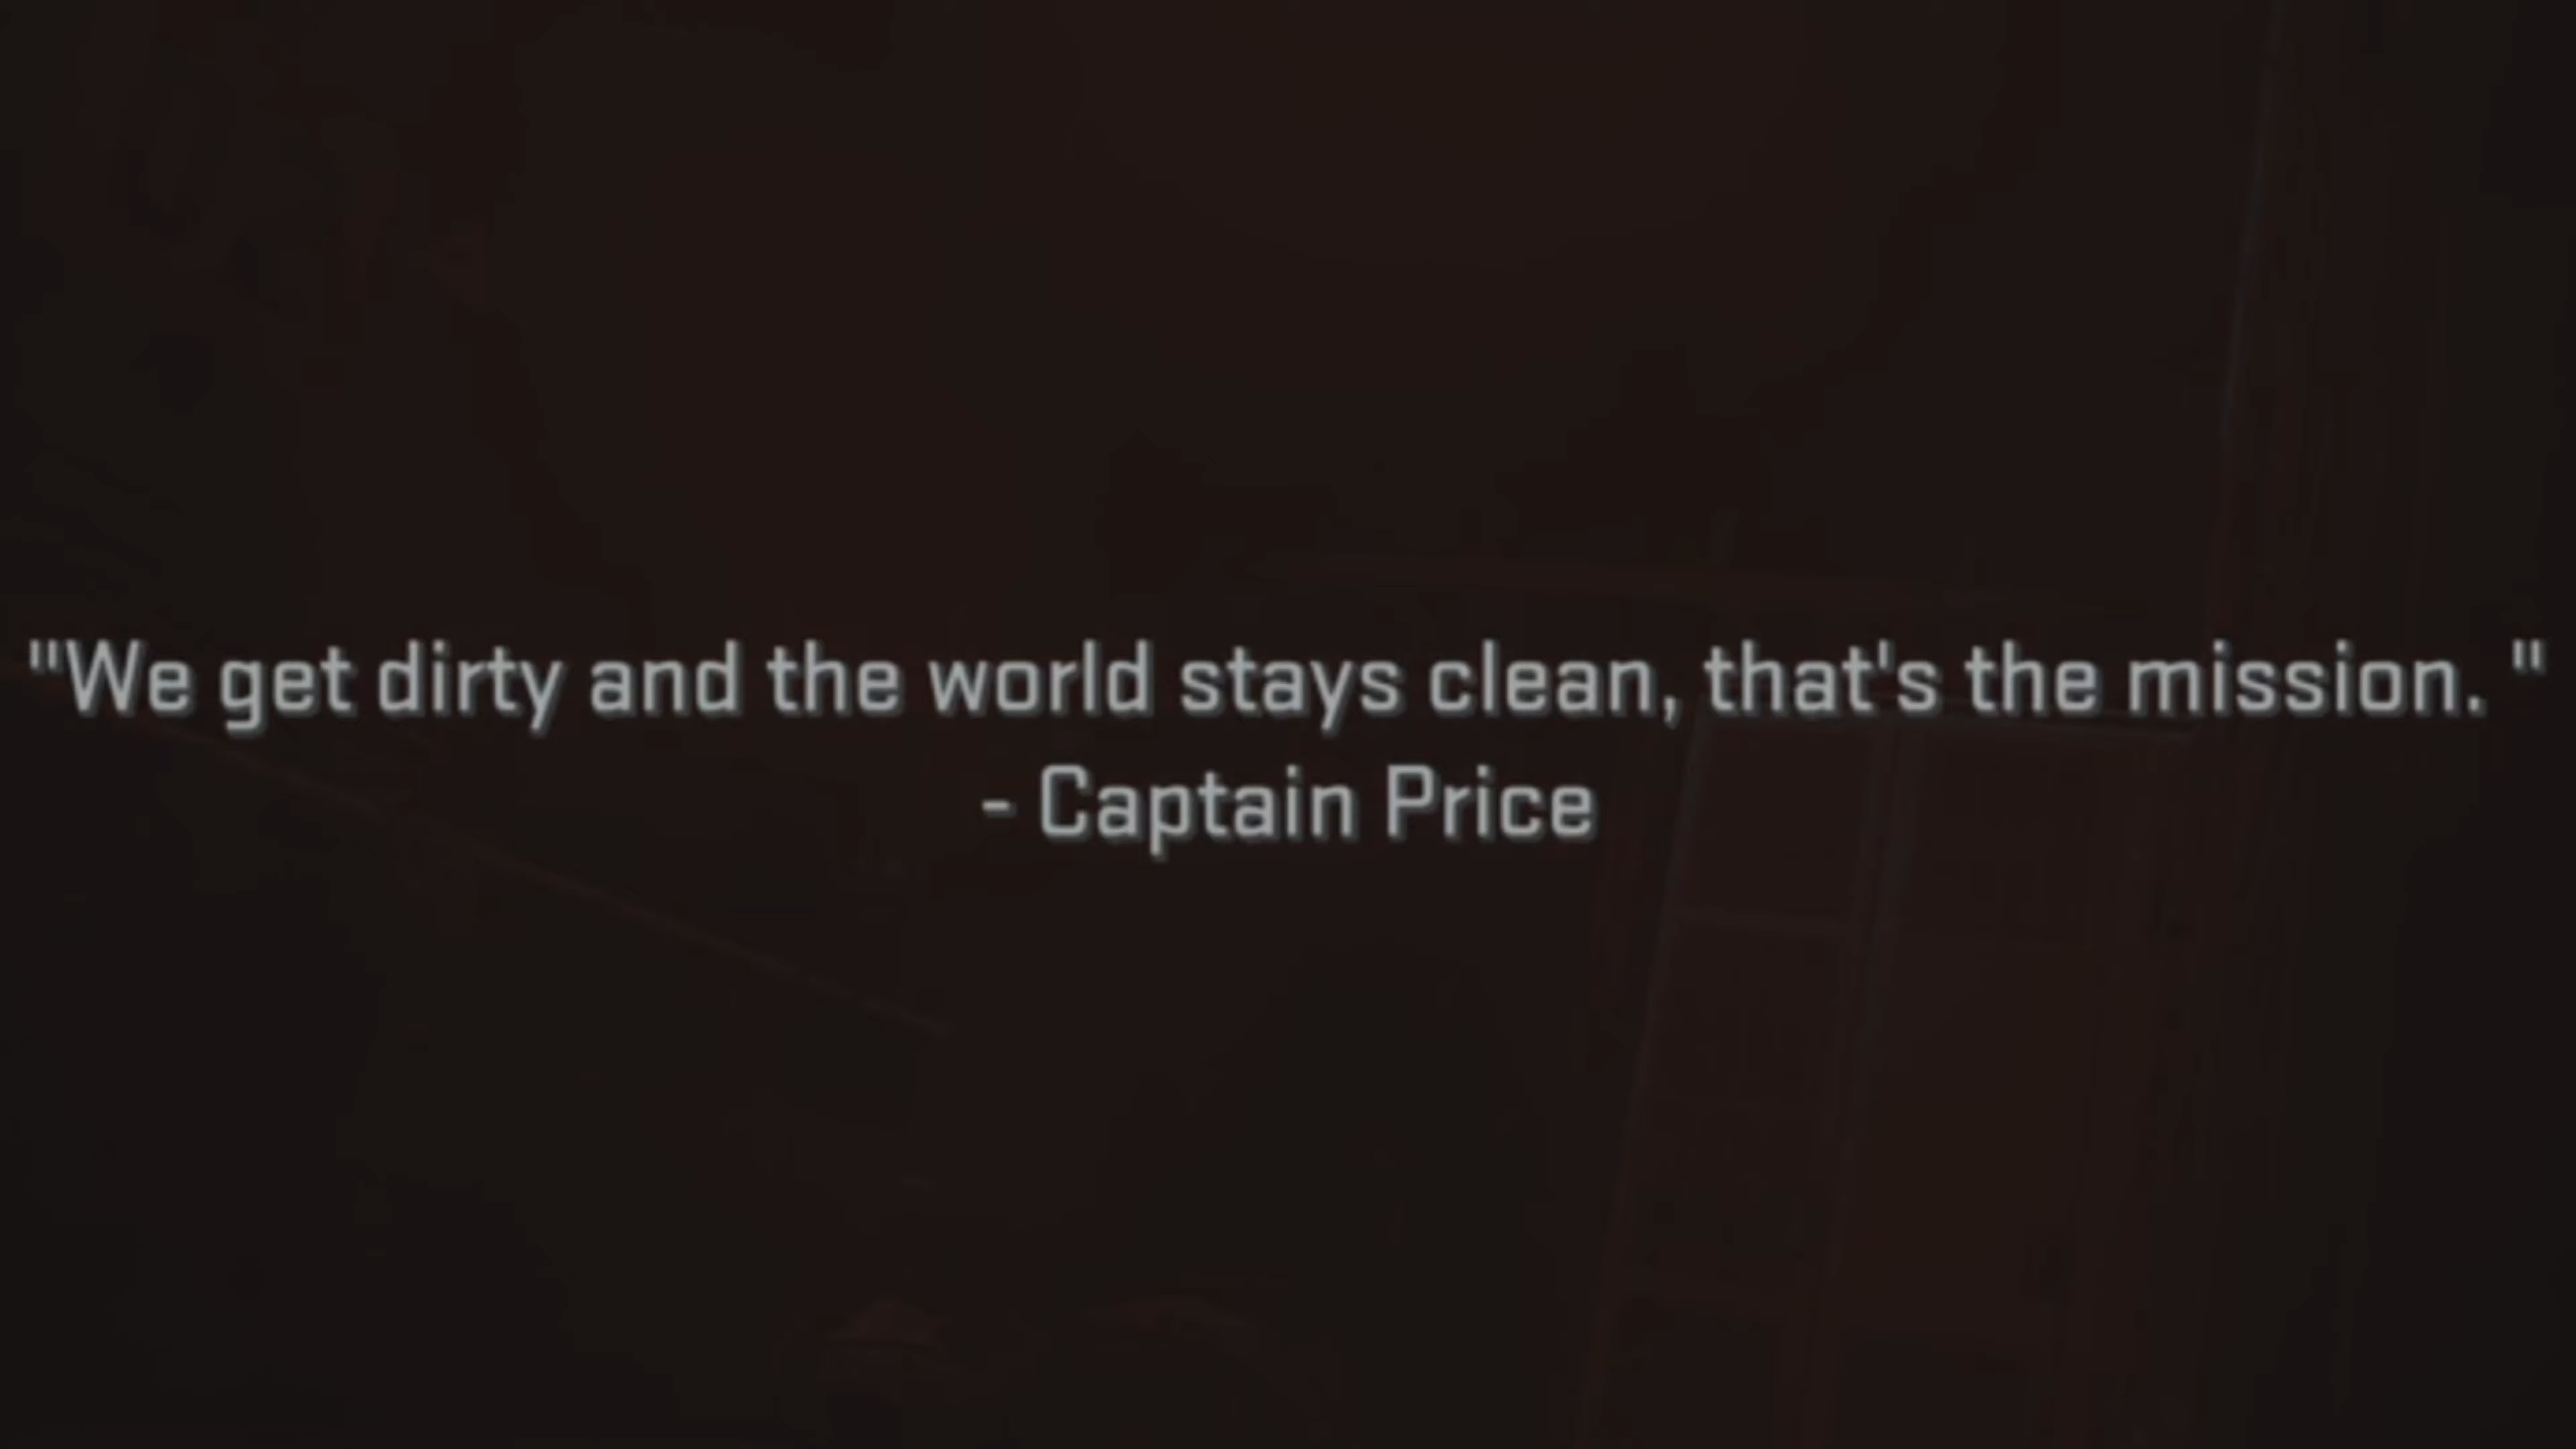 "We get dirty and the world stays clean, that's the mission. "
- Captain Price